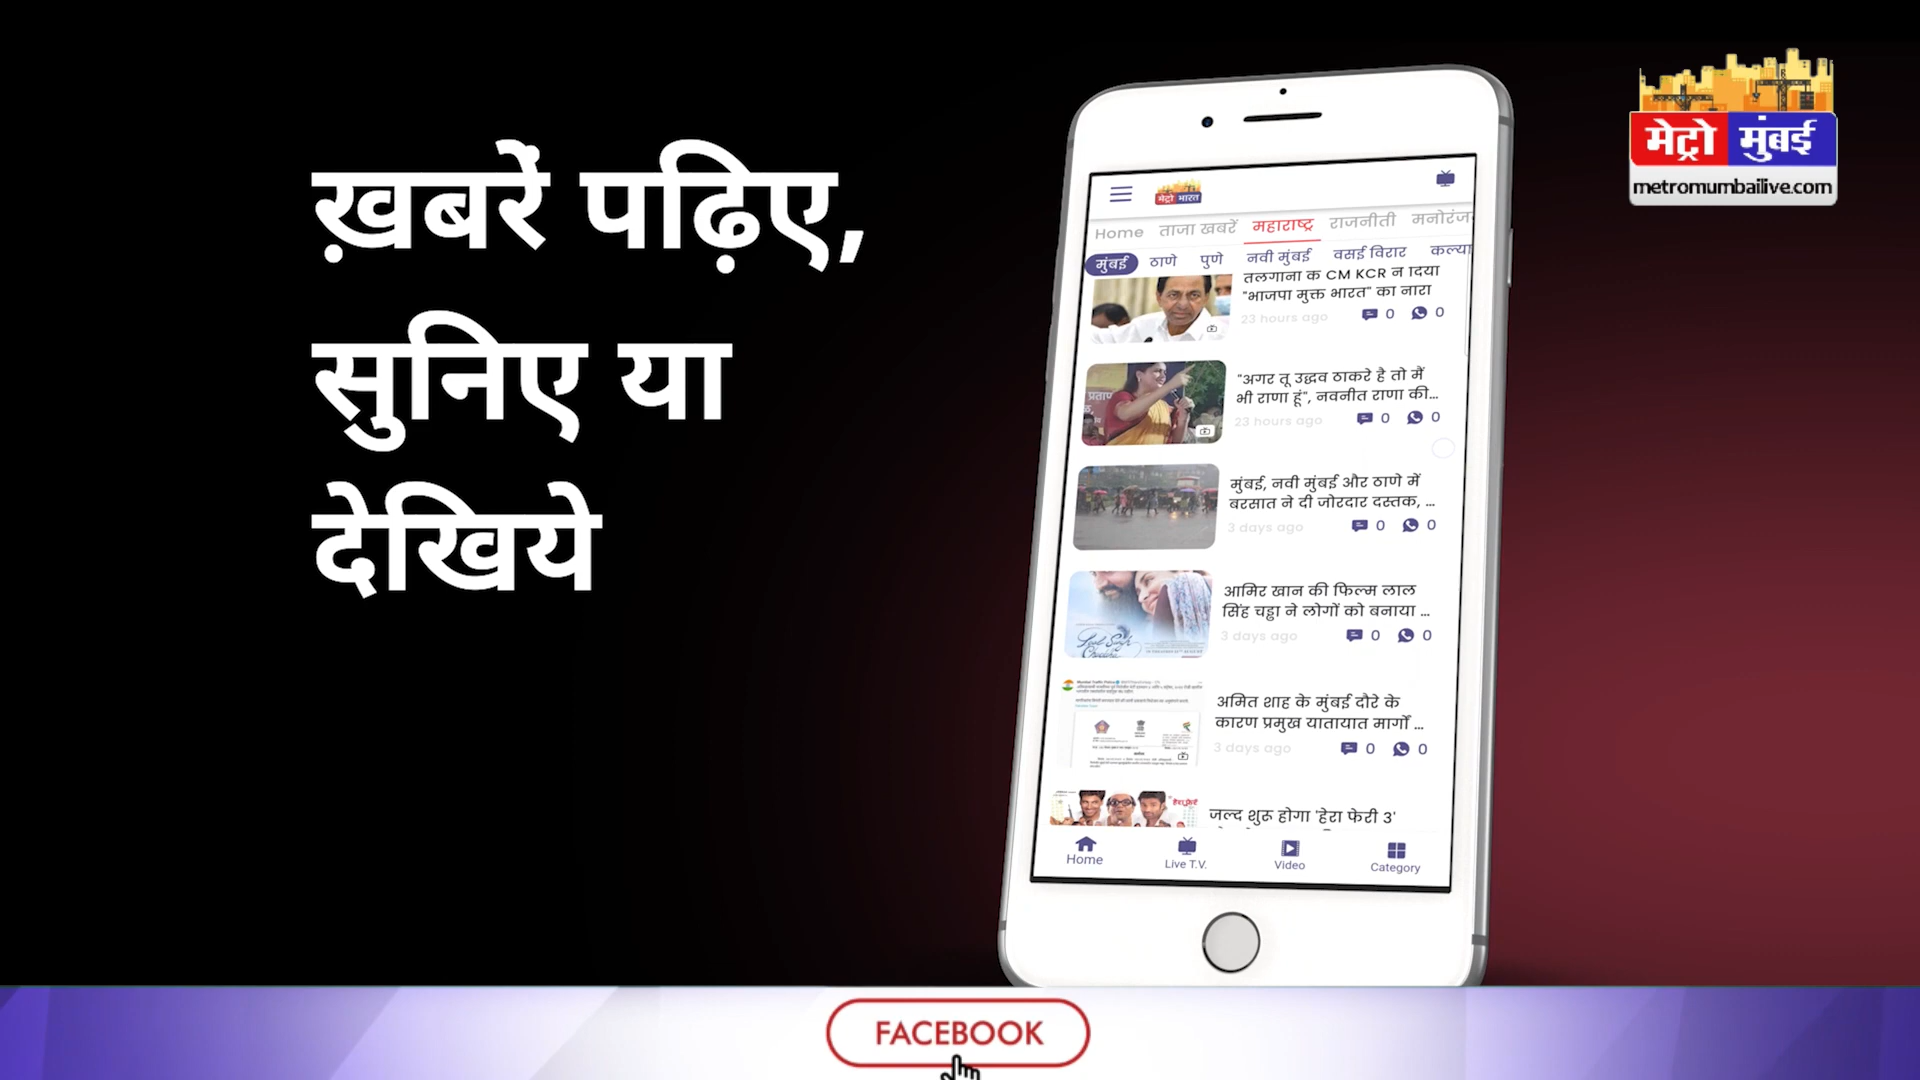 ख़बरें पढ़िए,
सुनिए या
देखिये
मेट्रो मुंबई
metromumbailive.com
मेट्रो भारत
Home ताजा खबरें महाराष्ट्र राजनीती मनोरंज
मुंबई ठाणे पुणे नवी मुंबई वसई विरार कल्या
तेलंगाना के CM KCR ने दिया
"भाजपा मुक्त भारत" का नारा
23 hours ago 0 0
"अगर तू उद्धव ठाकरे है तो मैं
भी राणा हूं", नवनीत राणा की...
23 hours ago 0 0
मुंबई, नवी मुंबई और ठाणे में
बरसात ने दी जोरदार दस्तक, ...
3 days ago 0 0
आमिर खान की फिल्म लाल
सिंह चड्ढा ने लोगों को बनाया ...
3 days ago 0 0
अमित शाह के मुंबई दौरे के
कारण प्रमुख यातायात मार्गों ...
3 days ago 0 0
जल्द शुरू होगा 'हेरा फेरी 3'
Home Live T.V. Video Category
FACEBOOK